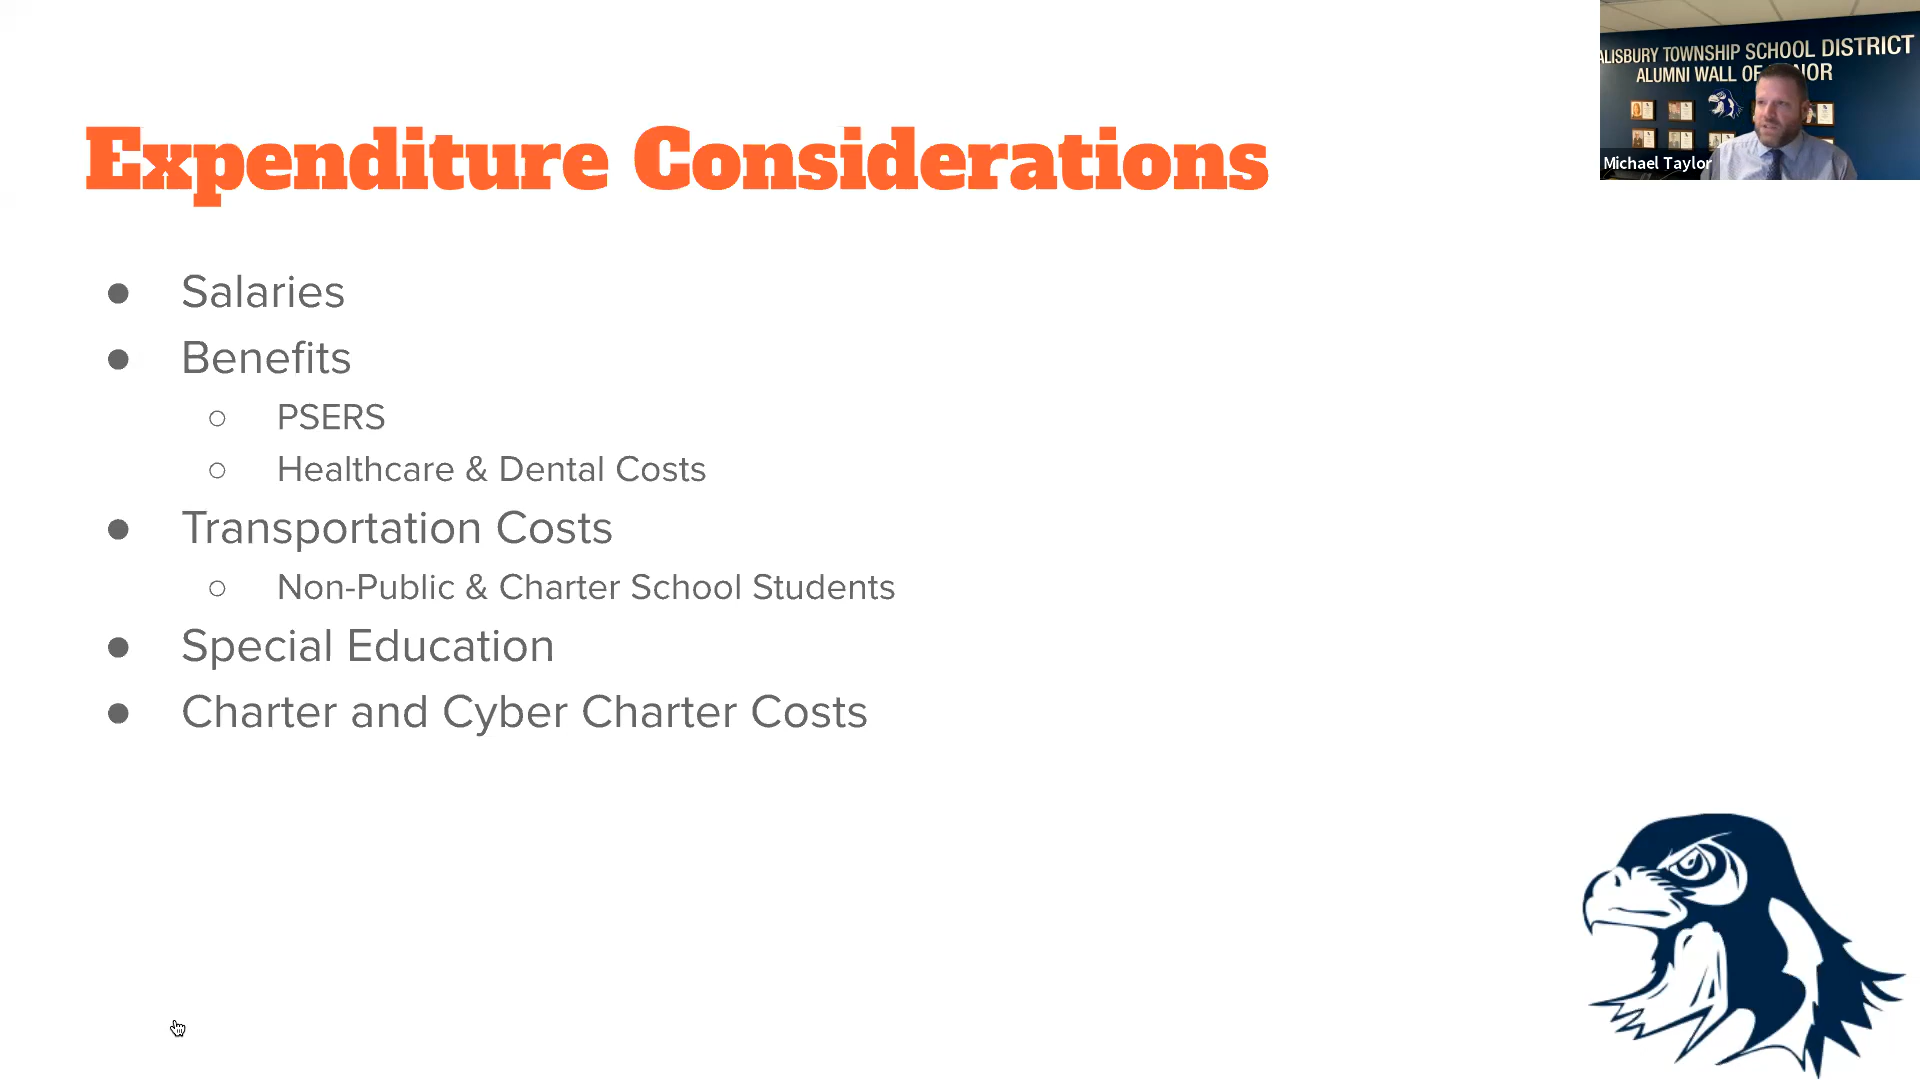 Expenditure Considerations
● Salaries
● Benefits
○ PSERS
○ Healthcare & Dental Costs
● Transportation Costs
○ Non-Public & Charter School Students
● Special Education
● Charter and Cyber Charter Costs
ALISBURY TOWNSHIP SCHOOL DISTRICT
ALUMNI WALL OF
Michael Taylor